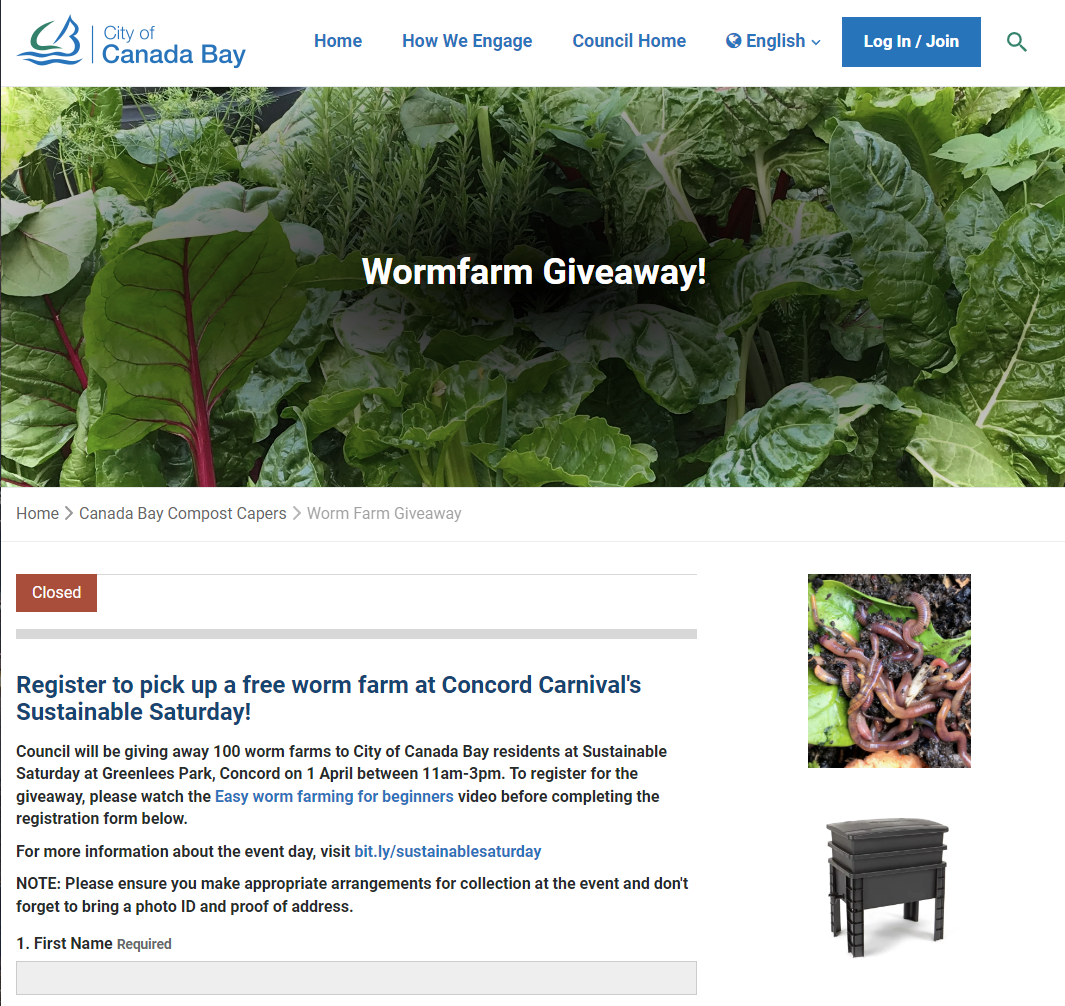 City of
Canada Bay
Home
How We Engage
Council Home
English
Log In / Join
Wormfarm Giveaway!
Home
Canada Bay Compost Capers
Worm Farm Giveaway
Closed
Register to pick up a free worm farm at Concord Carnival's
Sustainable Saturday!
Council will be giving away 100 worm farms to City of Canada Bay residents at Sustainable
Saturday at Greenlees Park, Concord on 1 April between 11am-3pm. To register for the
giveaway, please watch the Easy worm farming for beginners video before completing the
registration form below.
For more information about the event day, visit bit.ly/sustainablesaturday
NOTE: Please ensure you make appropriate arrangements for collection at the event and don't
forget to bring a photo ID and proof of address.
1. First Name Required